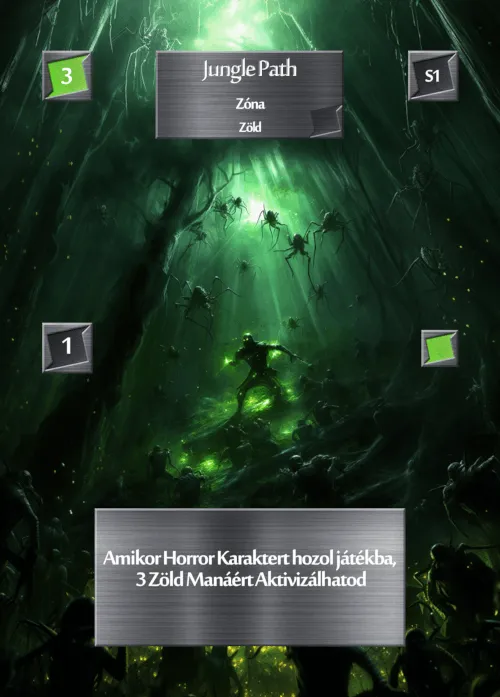 3
Jungle Path
S1
Zóna
Zöld
1
Amikor Horror Karaktert hozol játékba,
3 Zöld Manáért Aktivizálhatod